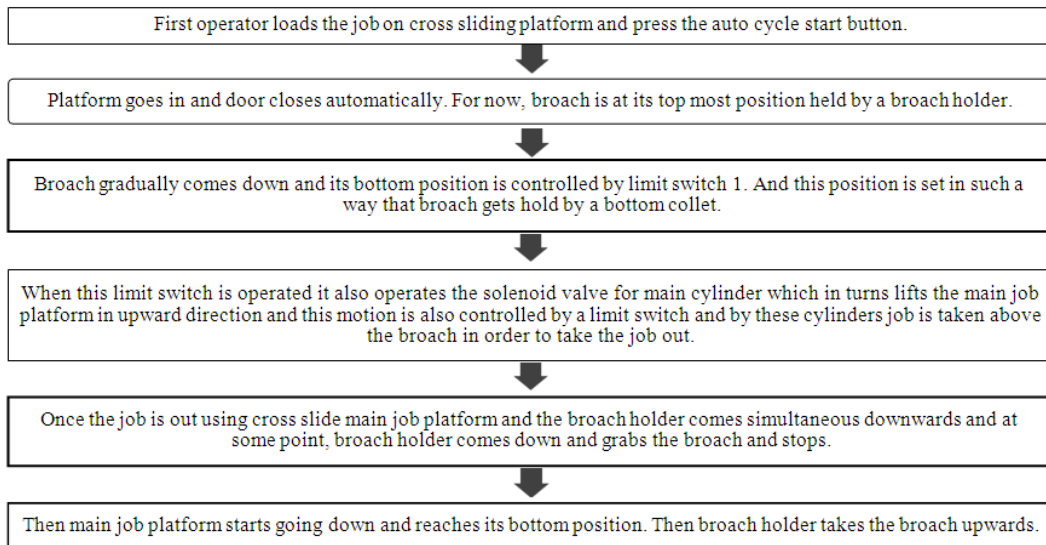 First operator loads the job on cross sliding platform and press the auto cycle start button.
Platform goes in and door closes automatically. For now, broach is at its top most position held by a broach holder.
Broach gradually comes down and its bottom position is controlled by limit switch 1. And this position is set in such a
way that broach gets hold by a bottom collet.
When this limit switch is operated it also operates the solenoid valve for main cylinder which in turns lifts the main job
platform in upward direction and this motion is also controlled by a limit switch and by these cylinders job is taken above
the broach in order to take the job out.
Once the job is out using cross slide main job platform and the broach holder comes simultaneous downwards and at
some point, broach holder comes down and grabs the broach and stops.
Then main job platform starts going down and reaches its bottom position. Then broach holder takes the broach upwards.